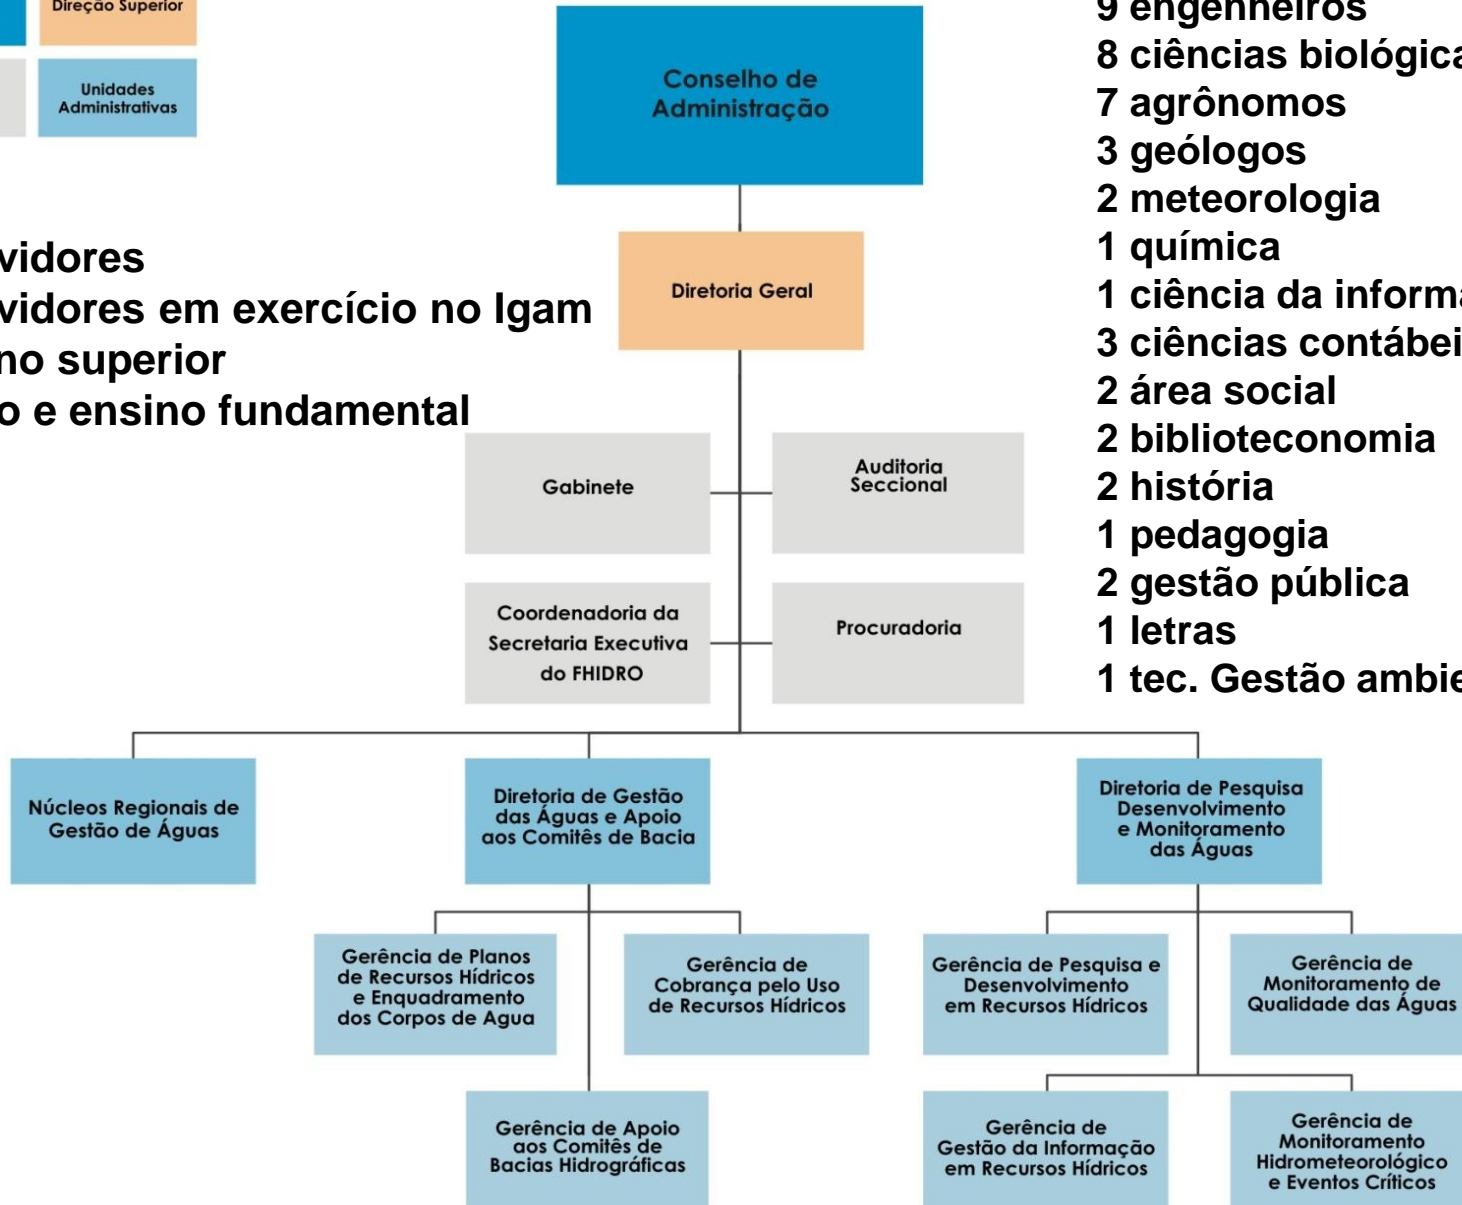 Direção Superior
Unidades
Administrativas
vidores
vidores em exercício no Igam
no superior
o e ensino fundamental
Conselho de
Administração
Diretoria Geral
Gabinete
Auditoria
Seccional
Coordenadoria da
Secretaria Executiva
do FHIDRO
Procuradoria
9 engenheiros
8 ciências biológica
7 agrônomos
3 geólogos
2 meteorologia
1 química
1 ciência da informa
3 ciências contábei
2 área social
2 biblioteconomia
2 história
1 pedagogia
2 gestão pública
1 letras
1 tec. Gestão ambie
Núcleos Regionais de
Gestão de Águas
Diretoria de Gestão
das Águas e Apoio
aos Comitês de Bacia
Diretoria de Pesquisa
Desenvolvimento
e Monitoramento
das Águas
Gerência de Planos
de Recursos Hídricos
e Enquadramento
dos Corpos de Agua
Gerência de
Cobrança pelo Uso
de Recursos Hídricos
Gerência de Pesquisa e
Desenvolvimento
em Recursos Hídricos
Gerência de
Monitoramento de
Qualidade das Águas
Gerência de Apoio
aos Comitês de
Bacias Hidrográficas
Gerência de
Gestão da Informação
em Recursos Hídricos
Gerência de
Monitoramento
Hidrometeorológico
e Eventos Críticos